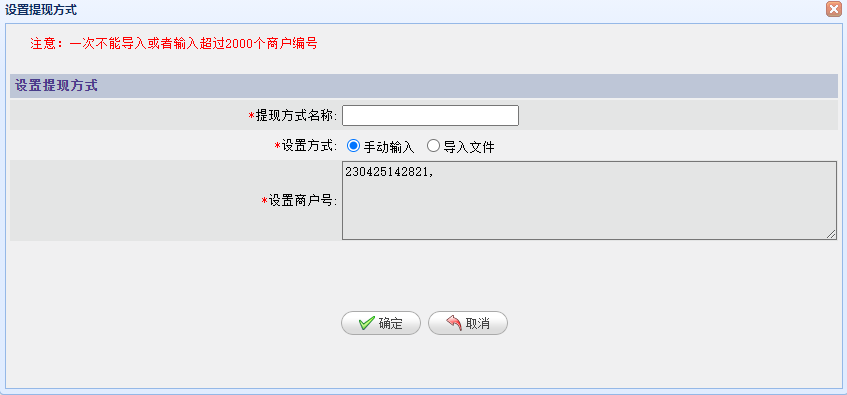 设置提现方式
注意：一次不能导入或者输入超过2000个商户编号
设置提现方式
*提现方式名称:
*设置方式: 手动输入 导入文件
*设置商户号: 230425142821,
确定 取消